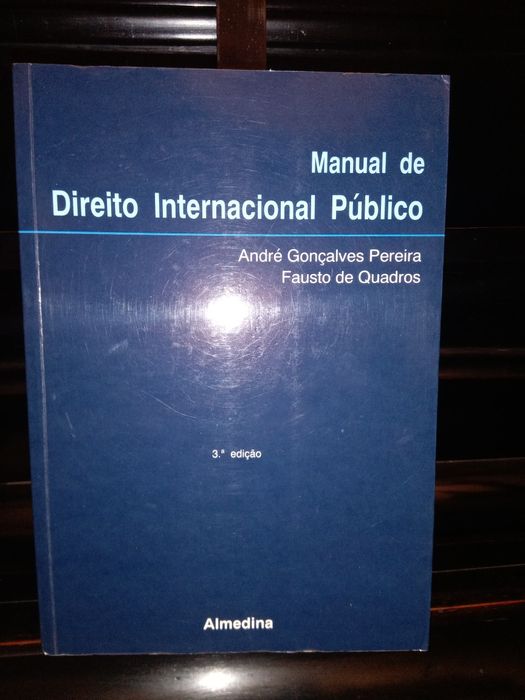 Manual de
Direito Internacional Público
André Gonçalves Pereira
Fausto de Quadros
3.ª edição
Almedina